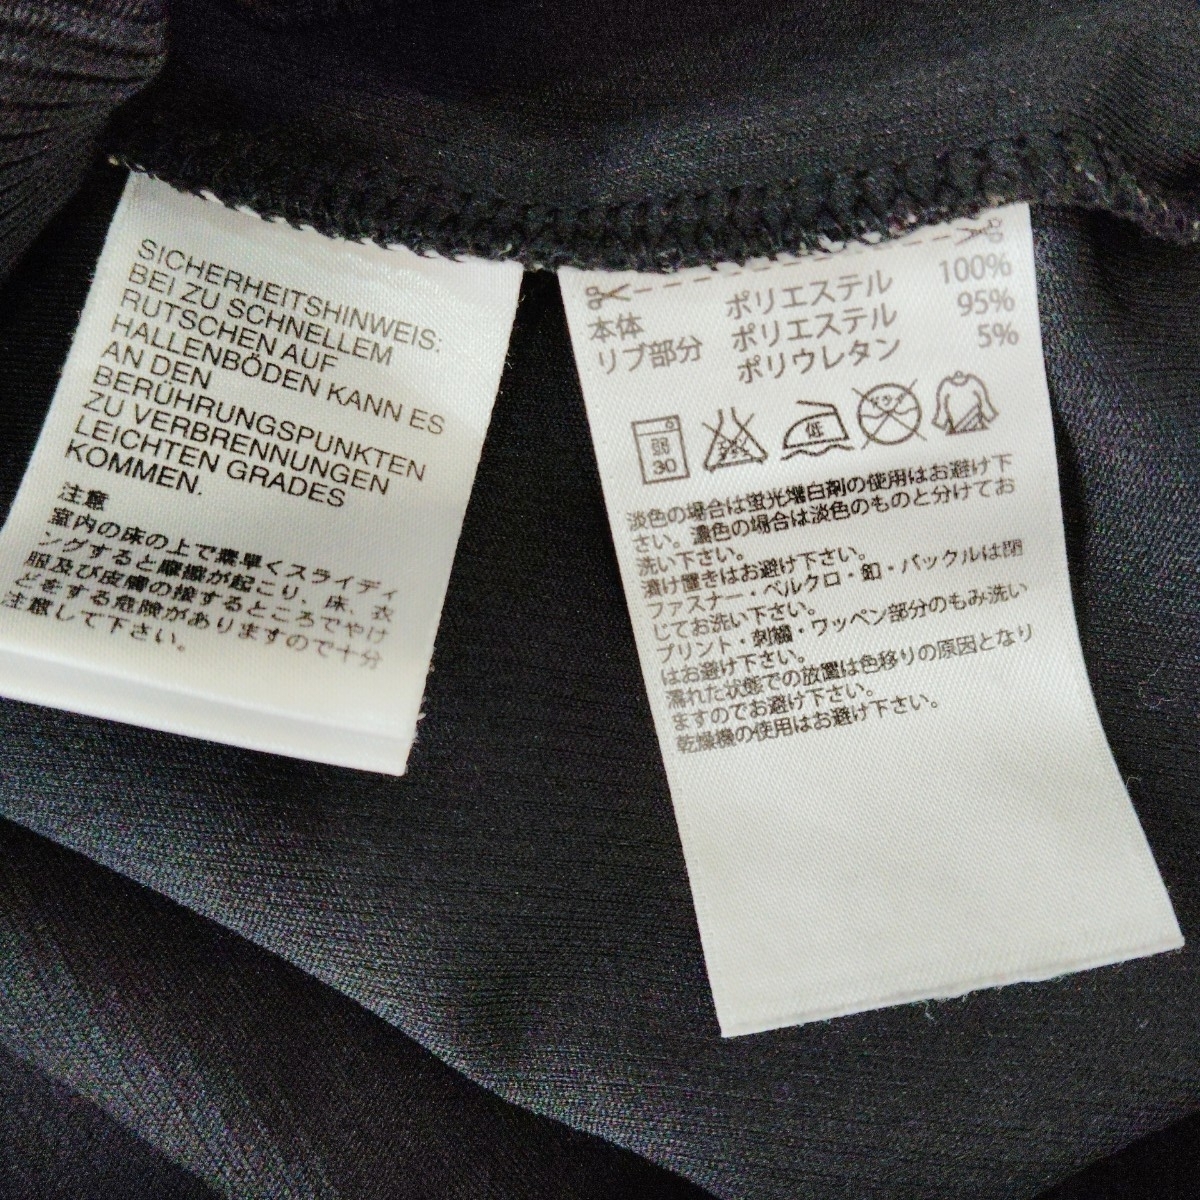 SICHERHEITSHINWEIS:
BEI ZU SCHNELLEM
RUTSCHEN AUF
HALLENBÖDEN KANN ES
AN DEN
BERÜHRUNGSPUNKTEN
ZU VERBRENNUNGEN
LEICHTEN GRADES
KOMMEN.
注意
室内の床の上で素早くスライディ
ングすると摩擦が起こり、床、衣
服及び皮膚の接するところでやけ
どをする危険がありますので十分
注意して下さい。
本体 ポリエステル 100%
リブ部分 ポリエステル 95%
ポリウレタン 5%
弱 30
エンソサラシ
低
ドライ
淡色の場合は蛍光増白剤の使用はお避け下
さい。濃色の場合は淡色のものと分けてお
洗い下さい。
漬け置きはお避け下さい。
ファスナー・ベルクロ・釦・バックルは閉
じてお洗い下さい。
プリント・刺繍・ワッペン部分のもみ洗い
はお避け下さい。
濡れた状態での放置は色移りの原因となり
ますのでお避け下さい。
乾燥機の使用はお避け下さい。